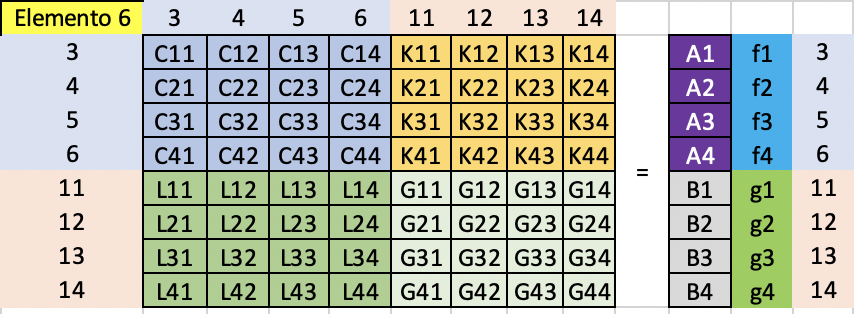 Elemento 6 3 4 5 6 11 12 13 14
3 C11 C12 C13 C14 K11 K12 K13 K14 A1 f1 3
4 C21 C22 C23 C24 K21 K22 K23 K24 A2 f2 4
5 C31 C32 C33 C34 K31 K32 K33 K34 A3 f3 5
6 C41 C42 C43 C44 K41 K42 K43 K44 A4 f4 6
=
11 L11 L12 L13 L14 G11 G12 G13 G14 B1 g1 11
12 L21 L22 L23 L24 G21 G22 G23 G24 B2 g2 12
13 L31 L32 L33 L34 G31 G32 G33 G34 B3 g3 13
14 L41 L42 L43 L44 G41 G42 G43 G44 B4 g4 14